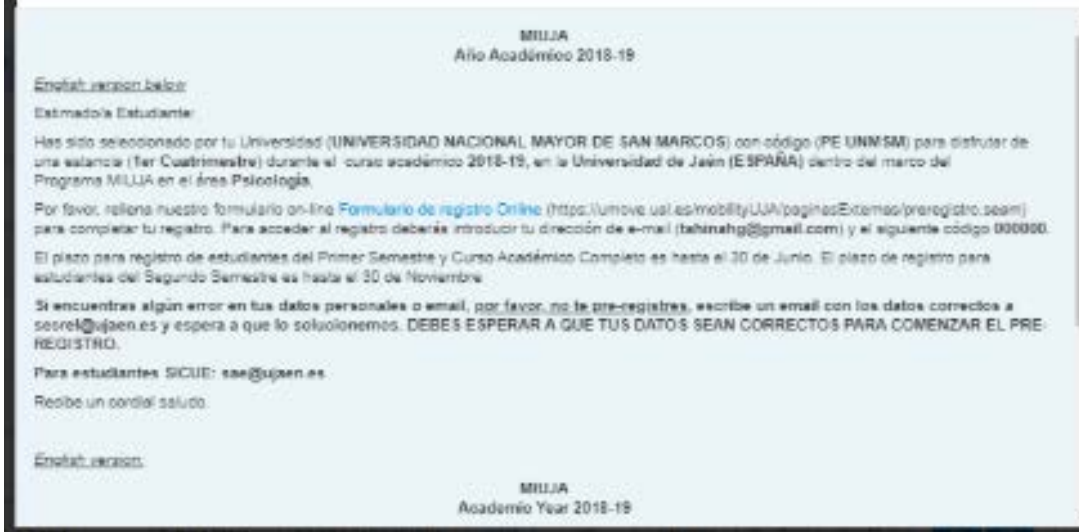 MIUJA
Año Académico 2018-19
English version below
Estimado/a Estudiante:
Has sido seleccionado por tu Universidad (UNIVERSIDAD NACIONAL MAYOR DE SAN MARCOS) con código (PE UNMSM) para disfrutar de
una estancia (1er Cuatrimestre) durante el curso académico 2018-19, en la Universidad de Jaén (ESPAÑA) dentro del marco del
Programa MIUJA en el área Psicología.
Por favor, rellena nuestro formulario on-line Formulario de registro Online (https://umove.ual.es/mobilityUJA/paginasExternas/preregistro.seam)
para completar tu registro. Para acceder al registro deberás introducir tu dirección de e-mail (tahinahg@gmail.com) y el siguiente código 000000.
El plazo para registro de estudiantes del Primer Semestre y Curso Académico Completo es hasta el 30 de Junio. El plazo de registro para
estudiantes del Segundo Semestre es hasta el 30 de Noviembre
Si encuentras algún error en tus datos personales o email, por favor, no te pre-registres, escribe un email con los datos correctos a
secrel@ujaen.es y espera a que lo solucionemos. DEBES ESPERAR A QUE TUS DATOS SEAN CORRECTOS PARA COMENZAR EL PRE-
REGISTRO.
Para estudiantes SICUE: sae@ujaen.es
Recibe un cordial saludo.
English version:
MIUJA
Academic Year 2018-19